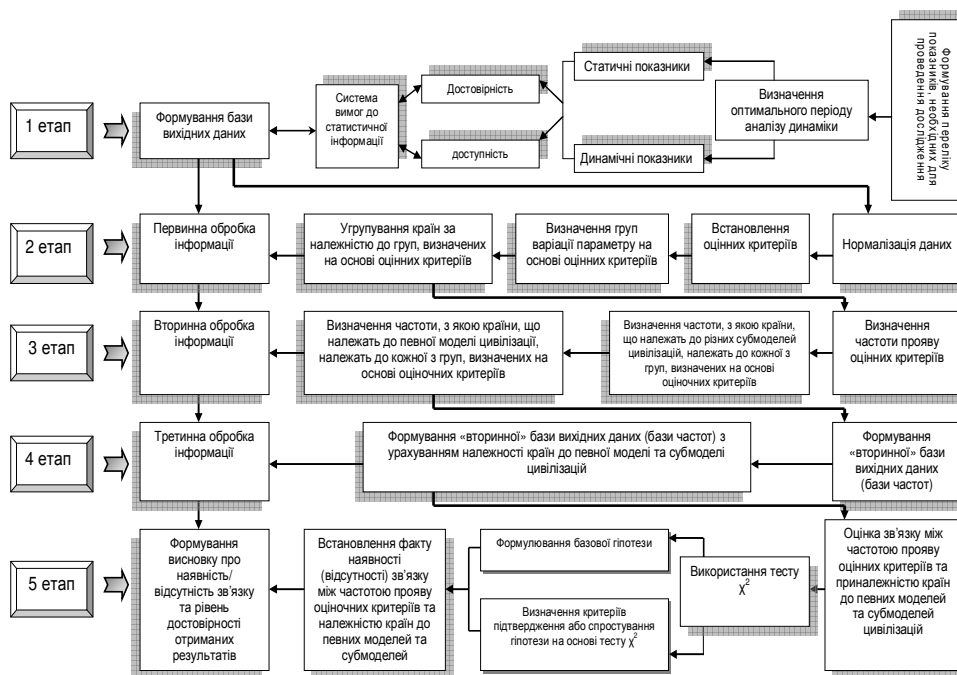 1 етап
Формування бази
вихідних даних
Система
вимог до
статистичної
інформації
Достовірність
доступність
Статичні показники
Динамічні показники
Визначення
оптимального періоду
аналізу динаміки
Формування переліку
показників, необхідних для
проведення дослідження
2 етап
Первинна обробка
інформації
Угрупування країн за
належністю до груп, визначених
на основі оцінних критеріїв
Визначення груп
варіації параметру на
основі оцінних критеріїв
Встановлення
оцінних критеріїв
Нормалізація даних
3 етап
Вторинна обробка
інформації
Визначення частоти, з якою країни, що
належать до певної моделі цивілізації,
належать до кожної з груп, визначених на
основі оціночних критеріїв
Визначення частоти, з якою країни,
що належать до різних субмоделей
цивілізацій, належать до кожної з
груп, визначених на основі
оціночних критеріїв
Визначення
частоти прояву
оцінних критеріїв
4 етап
Третинна обробка
інформації
Формування «вторинної» бази вихідних даних (бази частот) з
урахуванням належності країн до певної моделі та субмоделі
цивілізацій
Формування
«вторинної» бази
вихідних даних
(бази частот)
5 етап
Формування
висновку про
наявність/
відсутність зв’язку
та рівень
достовірності
отриманих
результатів
Встановлення факту
наявності
(відсутності) зв’язку
між частотою прояву
оціночних критеріїв та
належністю країн до
певних моделей та
субмоделей
Формулювання базової гіпотези
Визначення критеріїв
підтвердження або спростування
гіпотези на основі тесту χ²
Використання тесту
χ²
Оцінка зв’язку між
частотою прояву
оцінних критеріїв та
приналежністю країн
до певних моделей
та субмоделей
цивілізацій